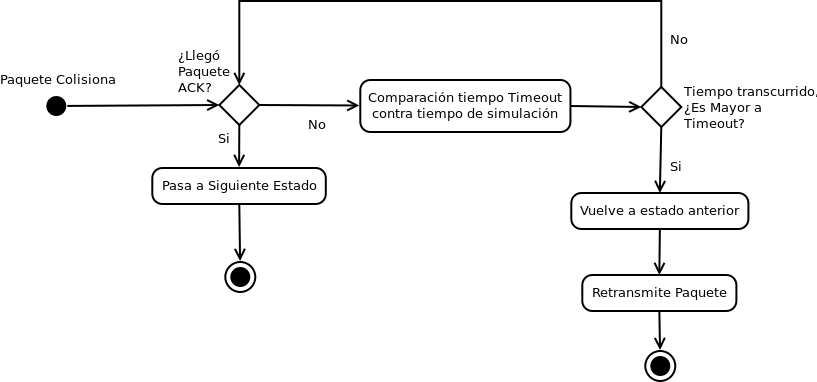 Paquete Colisiona
¿Llegó
Paquete
ACK?
No
Comparación tiempo Timeout
contra tiempo de simulación
No
Tiempo transcurrido,
¿Es Mayor a
Timeout?
Si
Pasa a Siguiente Estado
Si
Vuelve a estado anterior
Retransmite Paquete